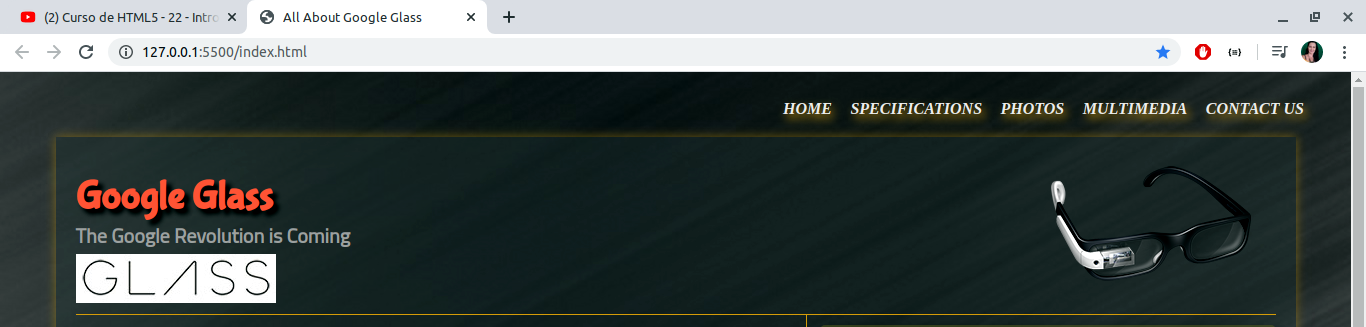 (2) Curso de HTML5 - 22 - Intro
All About Google Glass
127.0.0.1:5500/index.html
HOME SPECIFICATIONS PHOTOS MULTIMEDIA CONTACT US
Google Glass
The Google Revolution is Coming
GLASS